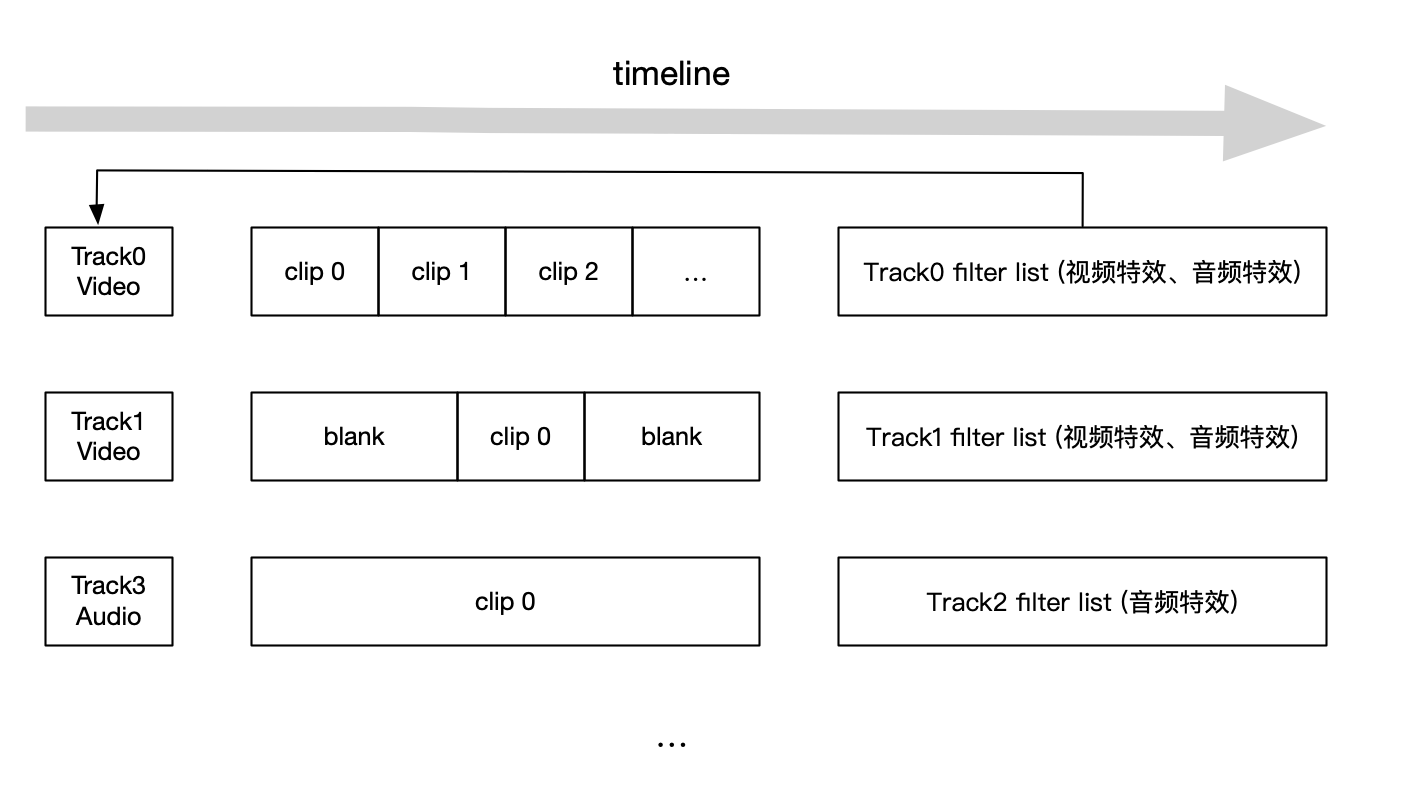 timeline
Track0
Video
clip 0
clip 1
clip 2
...
Track0 filter list (视频特效、音频特效)
Track1
Video
blank
clip 0
blank
Track1 filter list (视频特效、音频特效)
Track3
Audio
clip 0
Track2 filter list (音频特效)
...